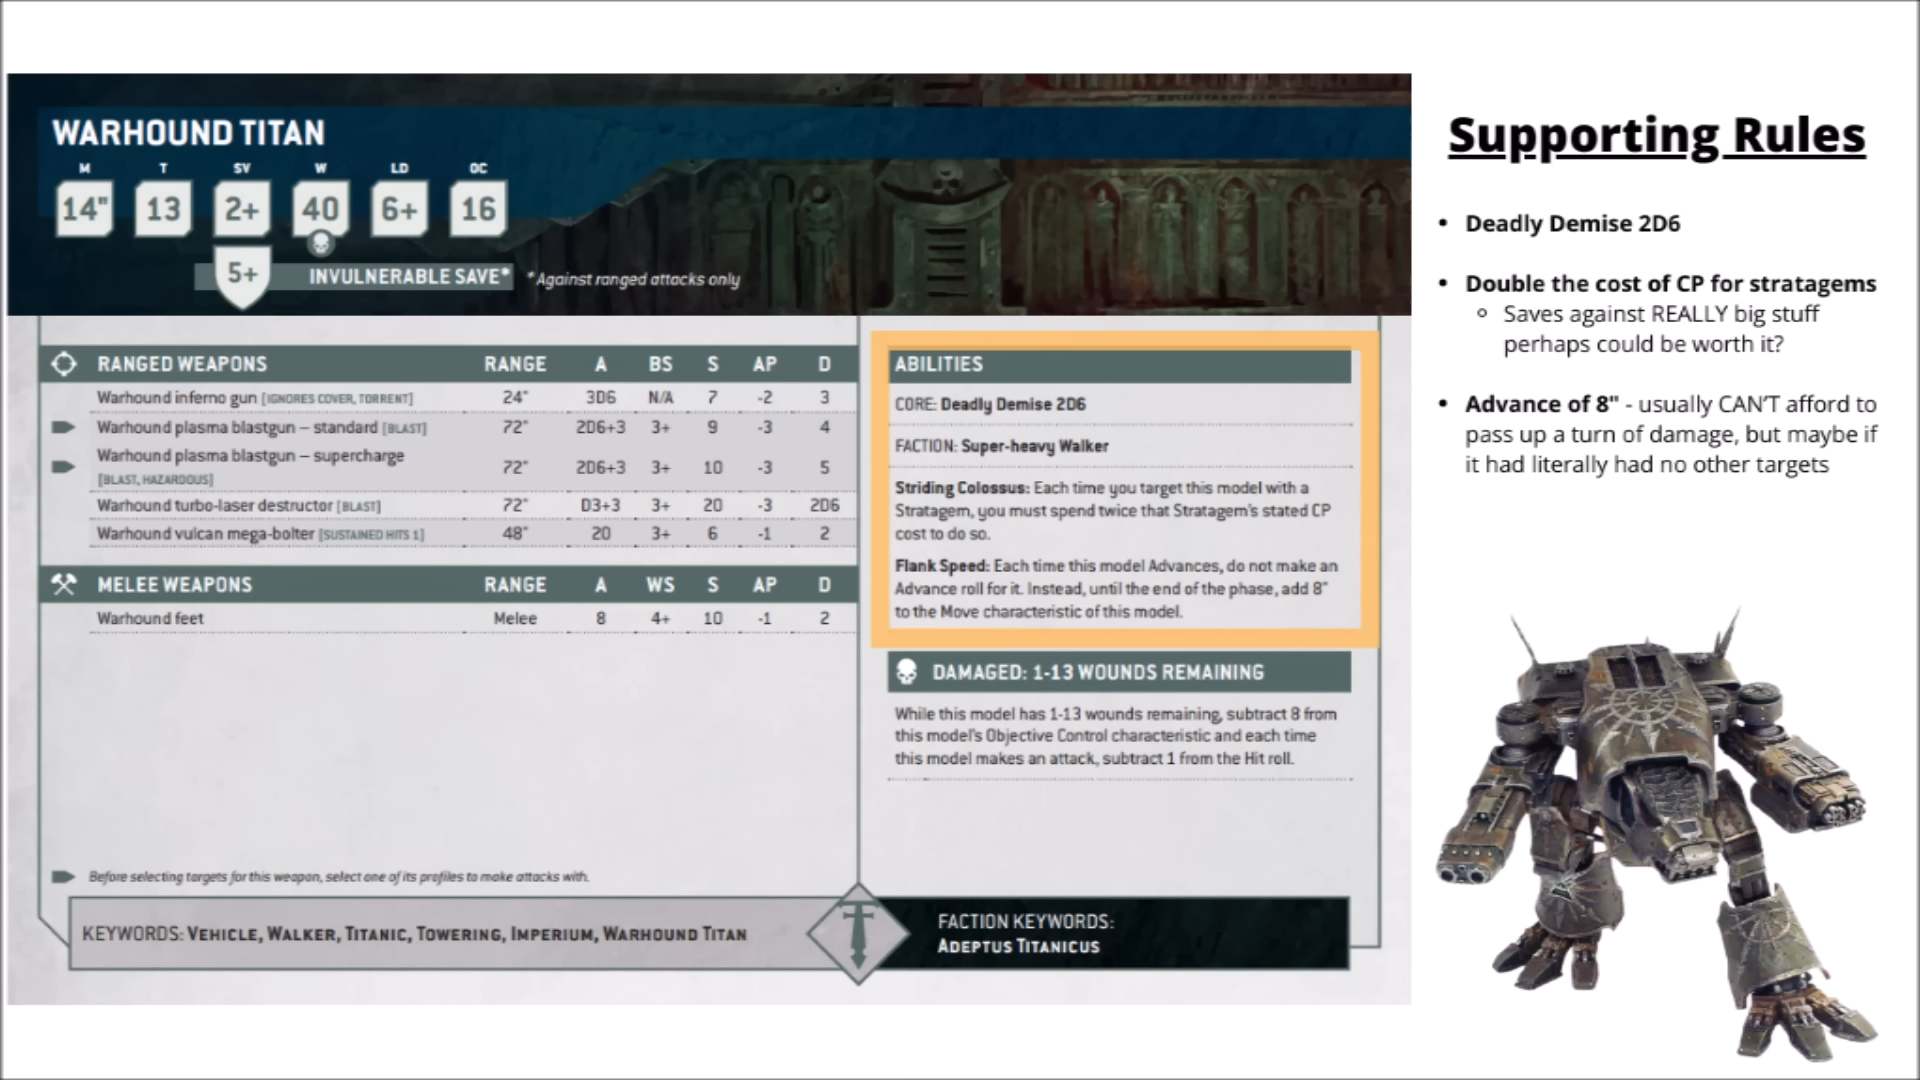 WARHOUND TITAN
M T SV W LD OC
14" 13 2+ 40 6+ 16
5+ INVULNERABLE SAVE* *Against ranged attacks only
RANGED WEAPONS RANGE A BS S AP D
Warhound inferno gun [IGNORES COVER, TORRENT] 24" 3D6 N/A 7 -2 3
Warhound plasma blastgun – standard [BLAST] 72" 2D6+3 3+ 9 -3 4
Warhound plasma blastgun – supercharge
[BLAST, HAZARDOUS] 72" 2D6+3 3+ 10 -3 5
Warhound turbo-laser destructor [BLAST] 72" D3+3 3+ 20 -3 2D6
Warhound vulcan mega-bolter [SUSTAINED HITS 1] 48" 20 3+ 6 -1 2
MELEE WEAPONS RANGE A WS S AP D
Warhound feet Melee 8 4+ 10 -1 2
Before selecting targets for this weapon, select one of its profiles to make attacks with.
KEYWORDS: VEHICLE, WALKER, TITANIC, TOWERING, IMPERIUM, WARHOUND TITAN
ABILITIES
CORE: Deadly Demise 2D6
FACTION: Super-heavy Walker
Striding Colossus: Each time you target this model with a
Stratagem, you must spend twice that Stratagem's stated CP
cost to do so.
Flank Speed: Each time this model Advances, do not make an
Advance roll for it. Instead, until the end of the phase, add 8"
to the Move characteristic of this model.
DAMAGED: 1-13 WOUNDS REMAINING
While this model has 1-13 wounds remaining, subtract 8 from
this model's Objective Control characteristic and each time
this model makes an attack, subtract 1 from the Hit roll.
FACTION KEYWORDS:
ADEPTUS TITANICUS
Supporting Rules
• Deadly Demise 2D6
• Double the cost of CP for stratagems
◦ Saves against REALLY big stuff
perhaps could be worth it?
• Advance of 8" - usually CAN'T afford to
pass up a turn of damage, but maybe if
it had literally had no other targets